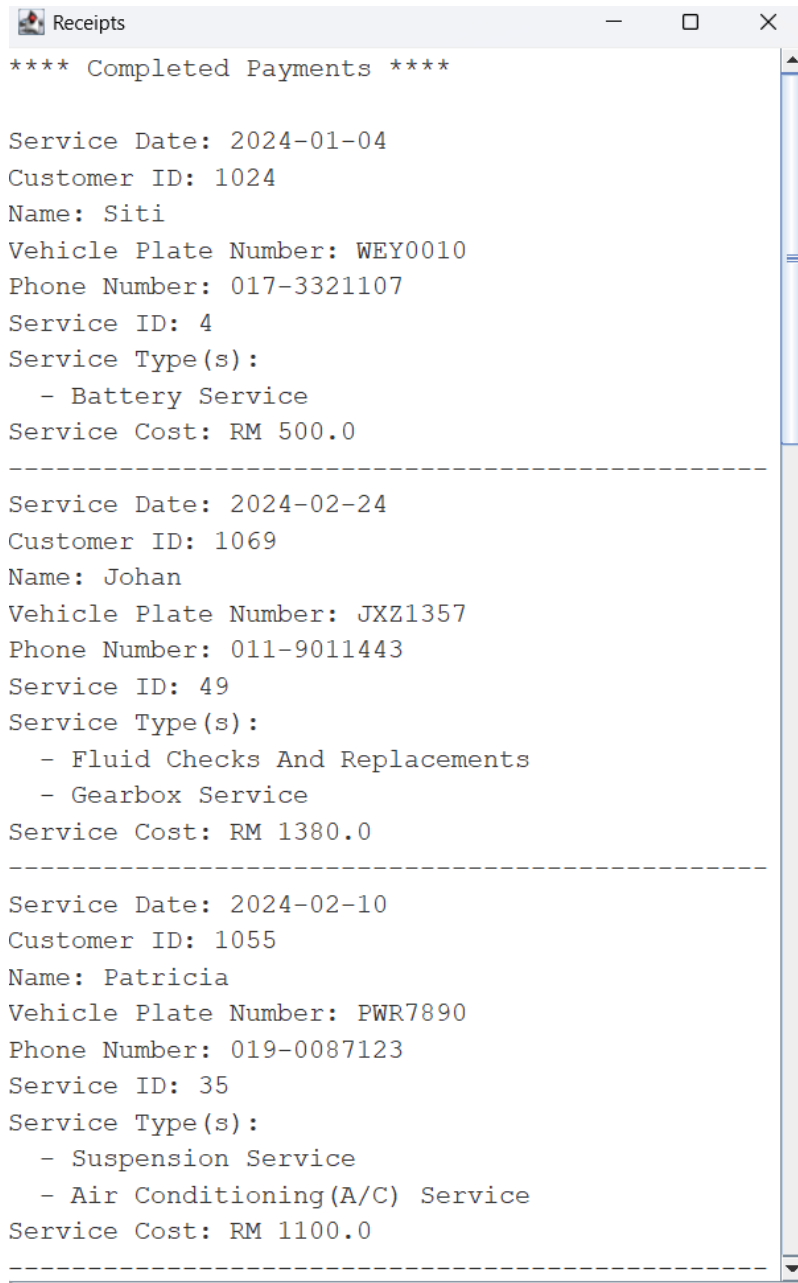 Receipts
**** Completed Payments ****
Service Date: 2024-01-04
Customer ID: 1024
Name: Siti
Vehicle Plate Number: WEY0010
Phone Number: 017-3321107
Service ID: 4
Service Type(s):
- Battery Service
Service Cost: RM 500.0
------------------------------------------------
Service Date: 2024-02-24
Customer ID: 1069
Name: Johan
Vehicle Plate Number: JXZ1357
Phone Number: 011-9011443
Service ID: 49
Service Type(s):
- Fluid Checks And Replacements
- Gearbox Service
Service Cost: RM 1380.0
------------------------------------------------
Service Date: 2024-02-10
Customer ID: 1055
Name: Patricia
Vehicle Plate Number: PWR7890
Phone Number: 019-0087123
Service ID: 35
Service Type(s):
- Suspension Service
- Air Conditioning(A/C) Service
Service Cost: RM 1100.0
------------------------------------------------